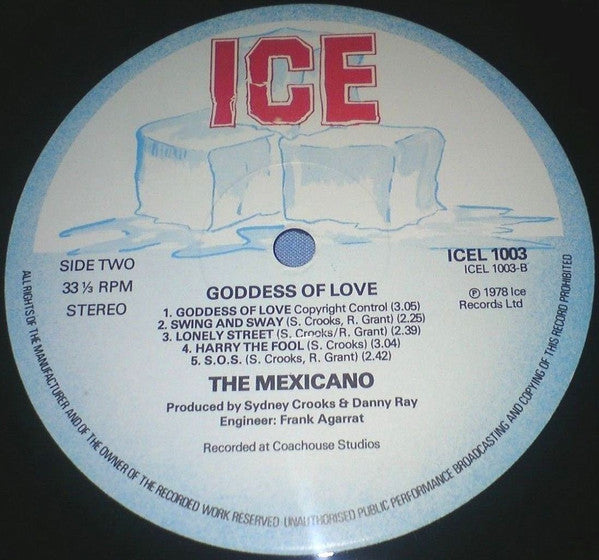 ICE
SIDE TWO
33 ⅓ RPM
STEREO
ICEL 1003
ICEL 1003-B
℗ 1978 Ice
Records Ltd
GODDESS OF LOVE
1. GODDESS OF LOVE Copyright Control (3.05)
2. SWING AND SWAY (S. Crooks, R. Grant) (2.25)
3. LONELY STREET (S. Crooks/R. Grant) (2.39)
4. HARRY THE FOOL (S. Crooks) (3.04)
5. S.O.S. (S. Crooks, R. Grant) (2.42)
THE MEXICANO
Produced by Sydney Crooks & Danny Ray
Engineer: Frank Agarrat
Recorded at Coachouse Studios
ALL RIGHTS OF THE MANUFACTURER AND OF THE OWNER OF THE RECORDED WORK RESERVED·UNAUTHORISED PUBLIC PERFORMANCE BROADCASTING AND COPYING OF THIS RECORD PROHIBITED